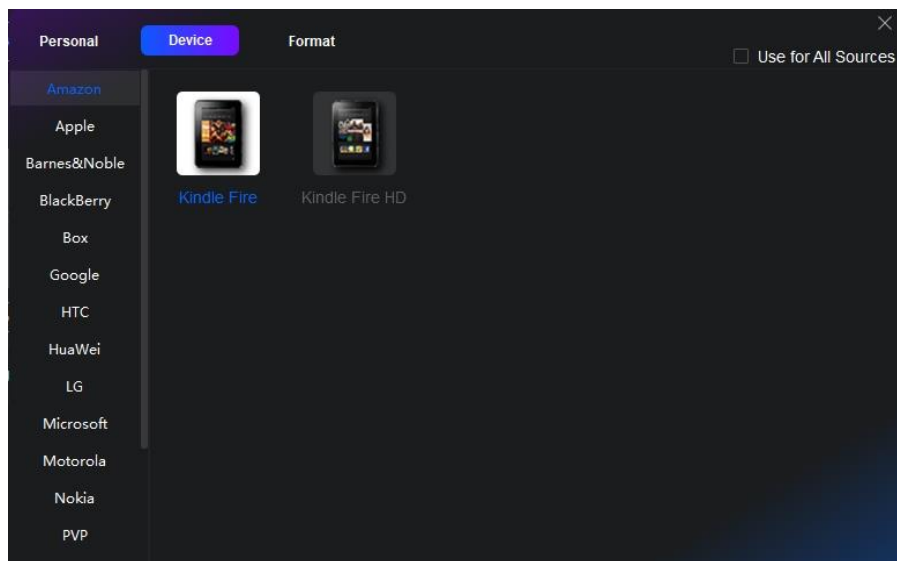 Personal
Device
Format
Use for All Sources
Amazon
Apple
Barnes&Noble
BlackBerry
Box
Google
HTC
HuaWei
LG
Microsoft
Motorola
Nokia
PVP
Kindle Fire
Kindle Fire HD